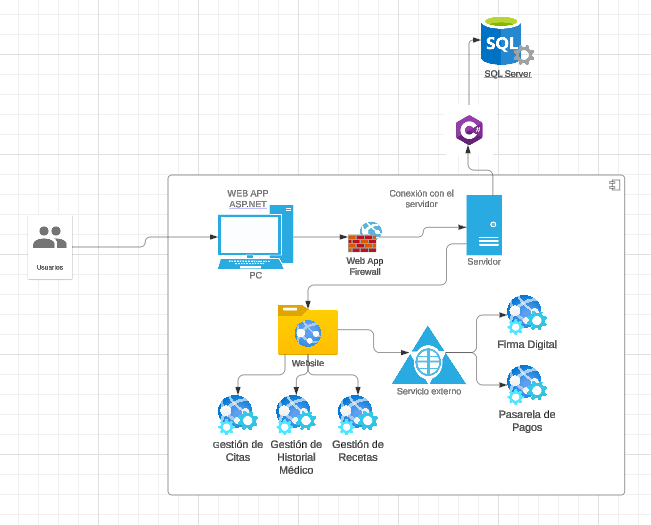 SQL
SQL Server
C#
WEB APP
ASP.NET
Conexión con el
servidor
Usuarios
PC
Web App
Firewall
Servidor
Website
Servicio externo
Firma Digital
Pasarela de
Pagos
Gestión de
Citas
Gestión de
Historial
Médico
Gestión de
Recetas